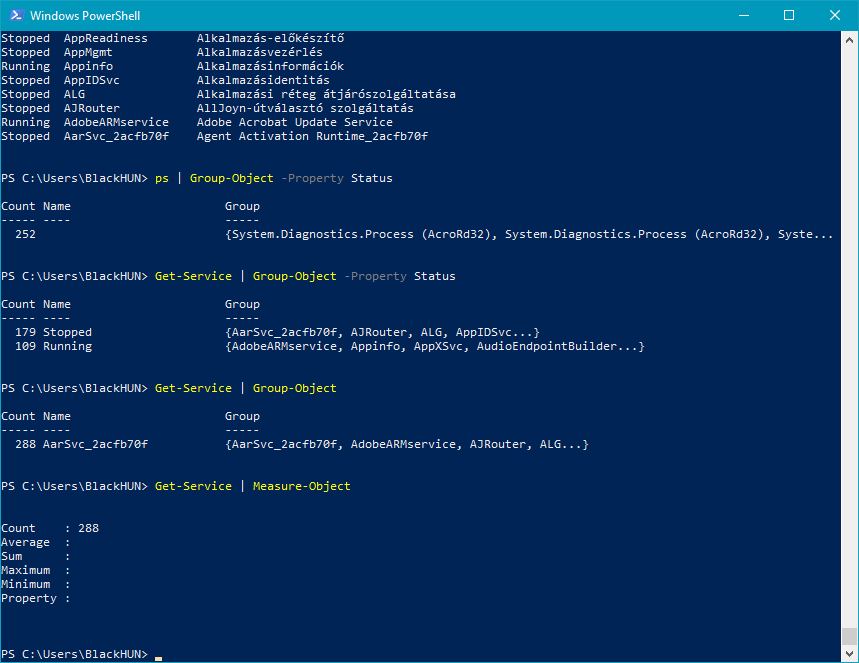 Windows PowerShell
Stopped  AppReadiness       Alkalmazás-előkészítő
Stopped  AppMgmt            Alkalmazásvezérlés
Running  Appinfo            Alkalmazásinformációk
Stopped  AppIDSvc           Alkalmazásidentitás
Stopped  ALG                Alkalmazási réteg átjárószolgáltatása
Stopped  AJRouter           AllJoyn-útválasztó szolgáltatás
Running  AdobeARMservice    Adobe Acrobat Update Service
Stopped  AarSvc_2acfb70f    Agent Activation Runtime_2acfb70f
PS C:\Users\BlackHUN> ps | Group-Object -Property Status
Count Name                      Group
----- ----                      -----
  252                           {System.Diagnostics.Process (AcroRd32), System.Diagnostics.Process (AcroRd32), Syste...
PS C:\Users\BlackHUN> Get-Service | Group-Object -Property Status
Count Name                      Group
----- ----                      -----
  179 Stopped                   {AarSvc_2acfb70f, AJRouter, ALG, AppIDSvc...}
  109 Running                   {AdobeARMservice, Appinfo, AppXSvc, AudioEndpointBuilder...}
PS C:\Users\BlackHUN> Get-Service | Group-Object
Count Name                      Group
----- ----                      -----
  288 AarSvc_2acfb70f           {AarSvc_2acfb70f, AdobeARMservice, AJRouter, ALG...}
PS C:\Users\BlackHUN> Get-Service | Measure-Object
Count    : 288
Average  :
Sum      :
Maximum  :
Minimum  :
Property :
PS C:\Users\BlackHUN>